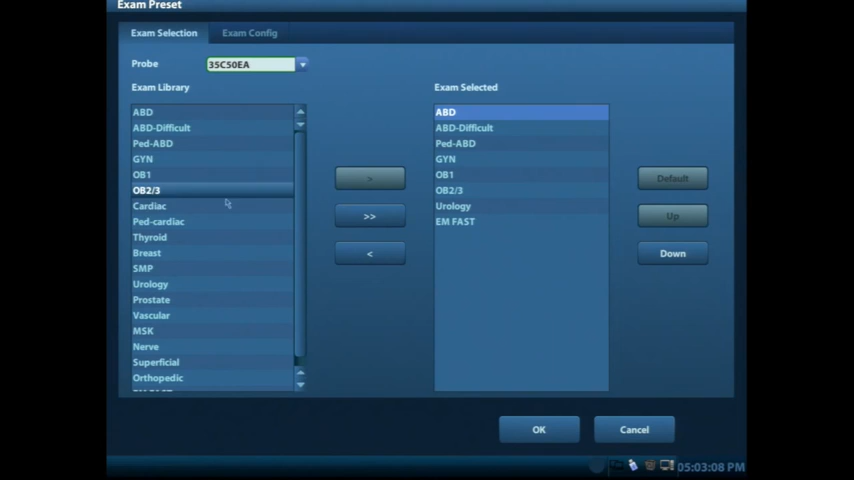 Exam Preset
Exam Selection
Exam Config
Probe
35C50EA
Exam Library
ABD
ABD-Difficult
Ped-ABD
GYN
OB1
OB2/3
Cardiac
Ped-cardiac
Thyroid
Breast
SMP
Urology
Prostate
Vascular
MSK
Nerve
Superficial
Orthopedic
>
>>
<
Exam Selected
ABD
ABD-Difficult
Ped-ABD
GYN
OB1
OB2/3
Urology
EM FAST
Default
Up
Down
OK
Cancel
05:03:08 PM